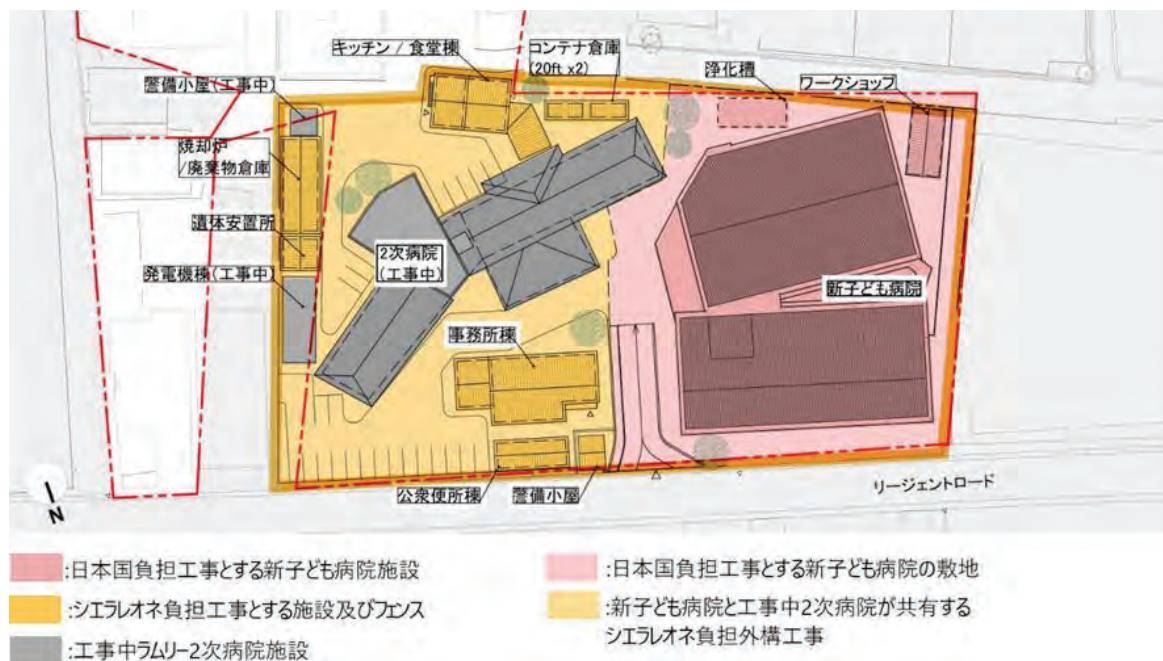 キッチン / 食堂棟
コンテナ倉庫
(20ft x2)
浄化槽
ワークショップ
警備小屋(工事中)
焼却炉
/廃棄物倉庫
遺体安置所
発電機棟(工事中)
2次病院
(工事中)
事務所棟
新子ども病院
公衆便所棟
警備小屋
リージェントロード
N
:日本国負担工事とする新子ども病院施設
:シエラレオネ負担工事とする施設及びフェンス
:工事中ラムリー2次病院施設
:日本国負担工事とする新子ども病院の敷地
:新子ども病院と工事中2次病院が共有する
シエラレオネ負担外構工事